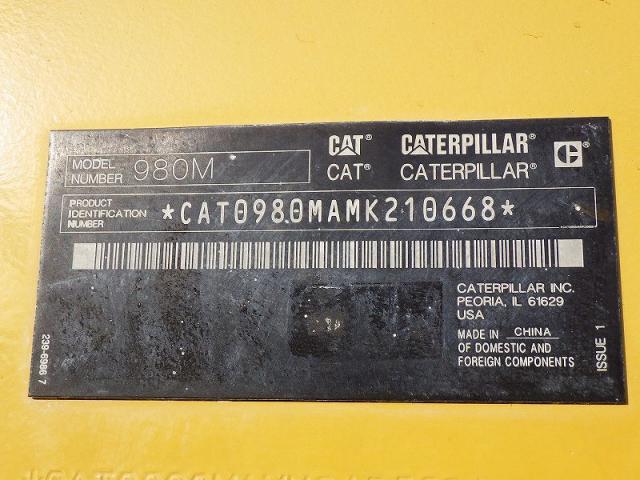 MODEL NUMBER 980M
CAT® CATERPILLAR®
CAT® CATERPILLAR®
PRODUCT IDENTIFICATION NUMBER *CAT0980MAMK210668*
CATERPILLAR INC.
PEORIA, IL 61629
USA
MADE IN CHINA
OF DOMESTIC AND
FOREIGN COMPONENTS
ISSUE 1
239-6986 7